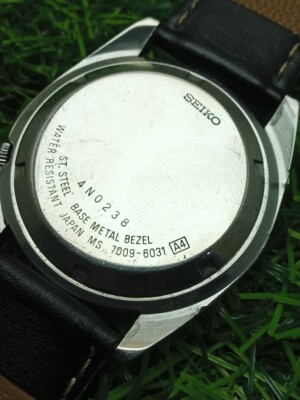 SEIKO
4N0238
ST. STEEL BASE METAL BEZEL
WATER RESISTANT JAPAN MS 7009-6031 A4